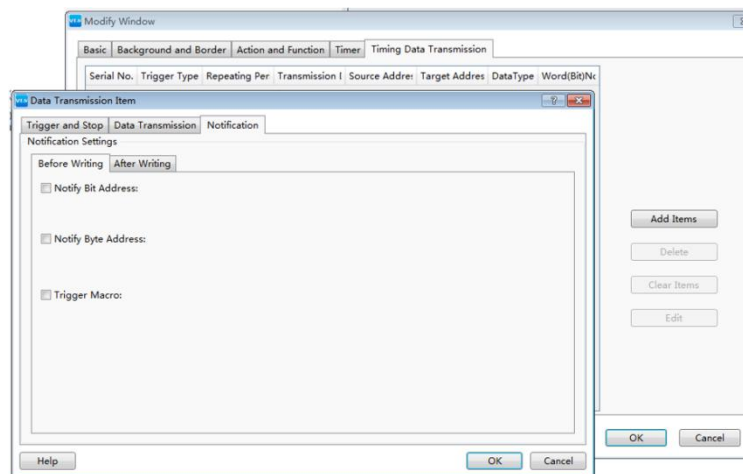 Modify Window
Basic Background and Border Action and Function Timer Timing Data Transmission
Serial No. Trigger Type Repeating Per Transmission I Source Addres Target Addres DataType Word(Bit)No
Data Transmission Item
Trigger and Stop Data Transmission Notification
Notification Settings
Before Writing After Writing
Notify Bit Address:
Notify Byte Address:
Trigger Macro:
Add Items
Delete
Clear Items
Edit
OK Cancel
Help OK Cancel